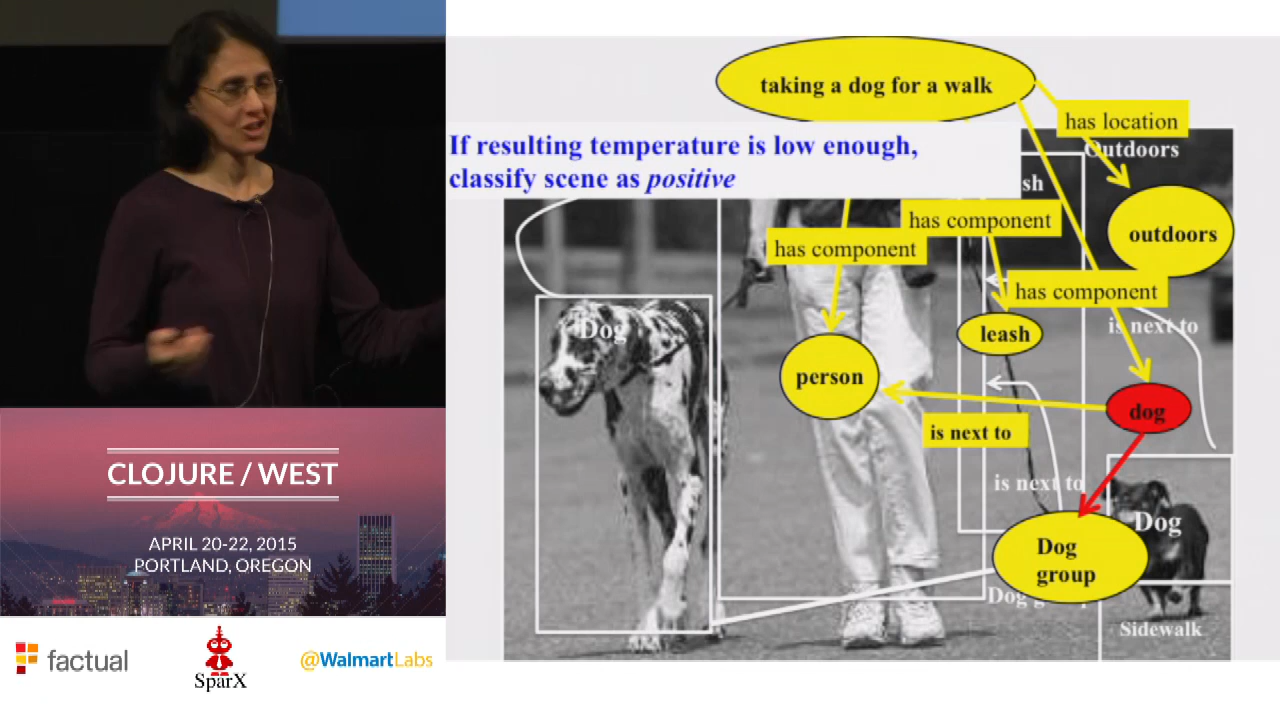 taking a dog for a walk
has location
Outdoors
If resulting temperature is low enough,
classify scene as positive
sh
has component
outdoors
has component
has component
Dog
is next to
leash
person
dog
is next to
is next to
Dog
Dog
group
Dog g
Sidewalk
CLOJURE / WEST
APRIL 20-22, 2015
PORTLAND, OREGON
factual
SparX
@WalmartLabs